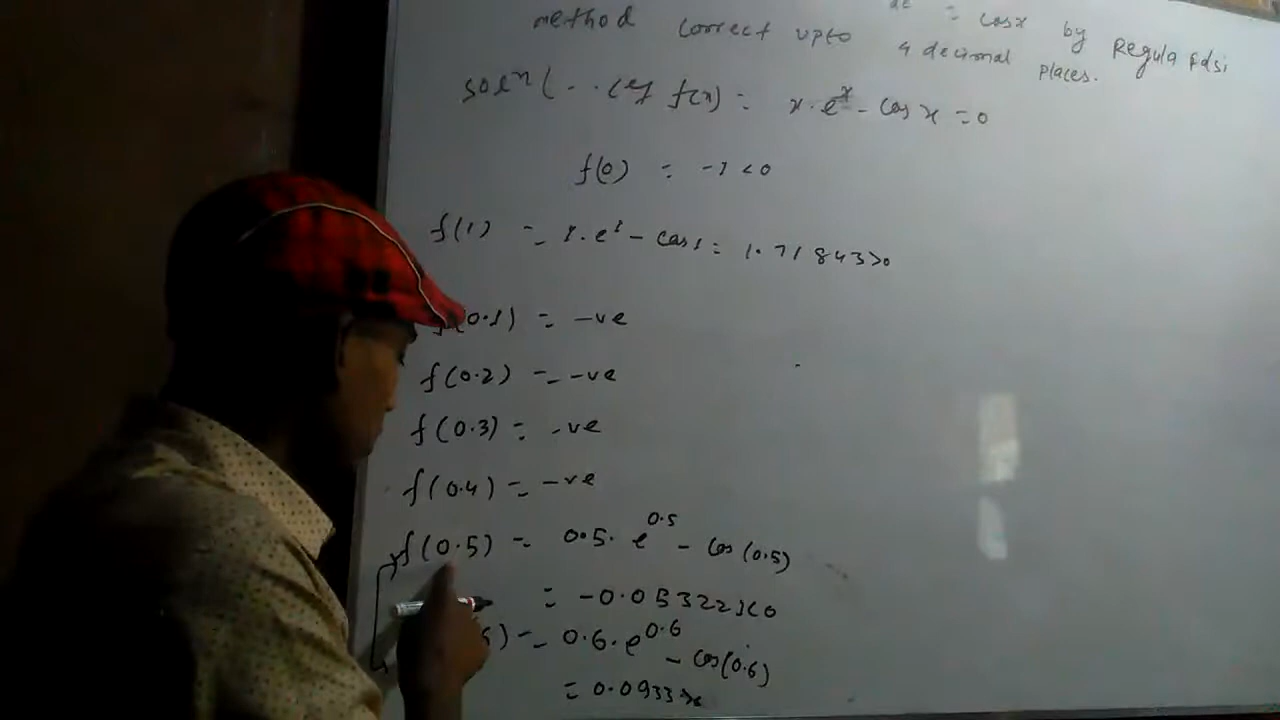 = cosx by Regula Falsi
method correct upto 4 decimal places.
soln (. . let f(x) = x.e^x - cos x = 0
f(0) = -1 < 0
f(1) = 1.e^1 - cos1 = 1.71843>0
f(0.1) = -ve
f(0.2) = -ve
f(0.3) = -ve
f(0.4) = -ve
f(0.5) = 0.5. e^0.5 - cos(0.5)
= -0.05322<0
) = 0.6. e^0.6 - cos(0.6)
= 0.0933>0